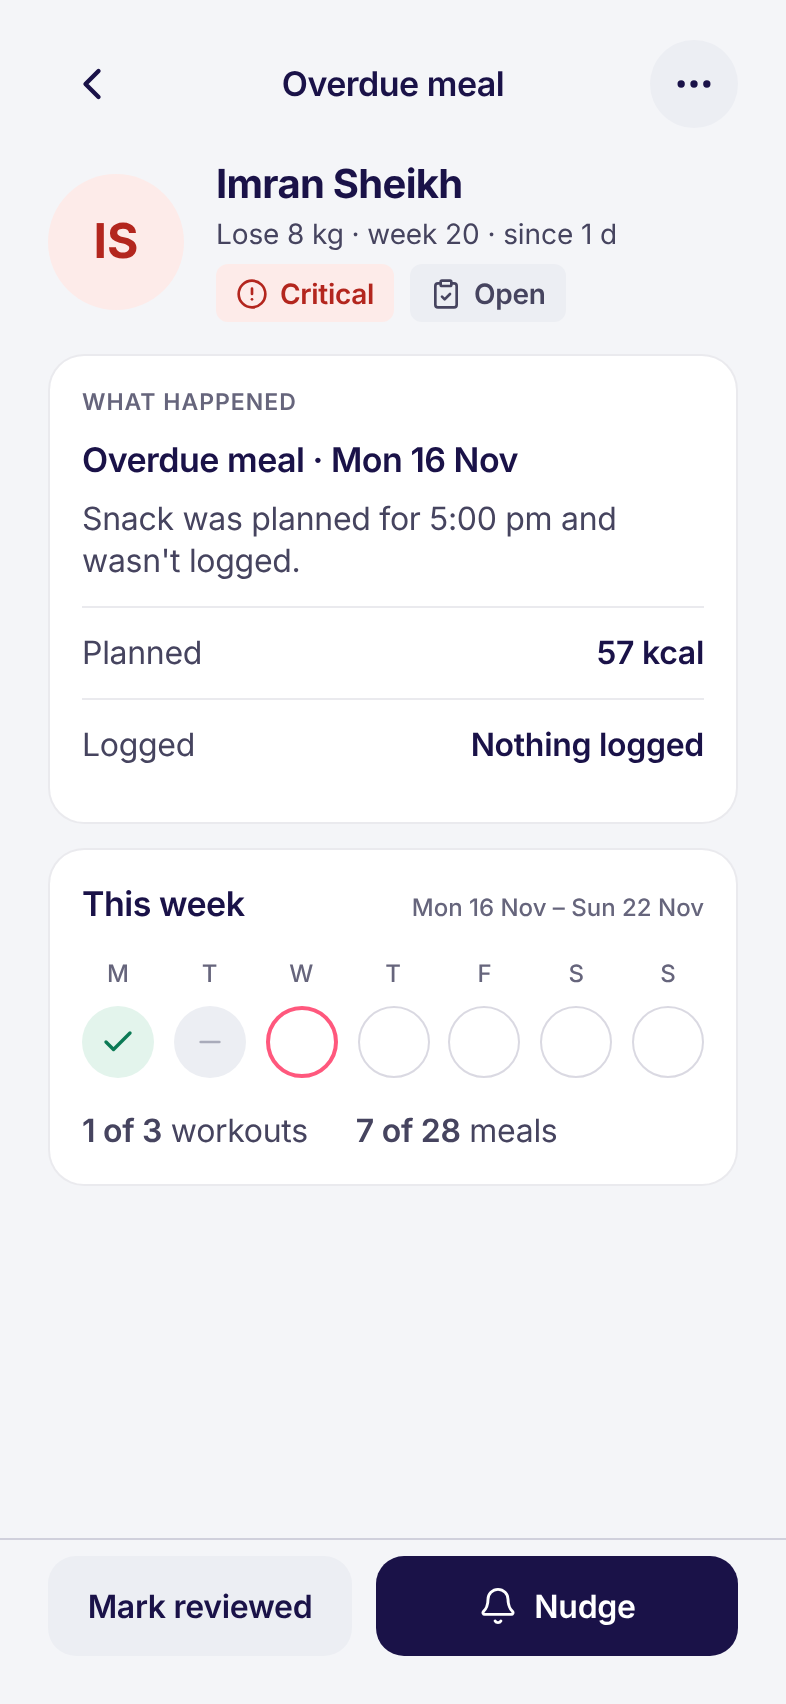 Overdue meal
IS
Imran Sheikh
Lose 8 kg · week 20 · since 1 d
Critical
Open
WHAT HAPPENED
Overdue meal · Mon 16 Nov
Snack was planned for 5:00 pm and
wasn't logged.
Planned 57 kcal
Logged Nothing logged
This week Mon 16 Nov – Sun 22 Nov
M T W T F S S
1 of 3 workouts 7 of 28 meals
Mark reviewed
Nudge